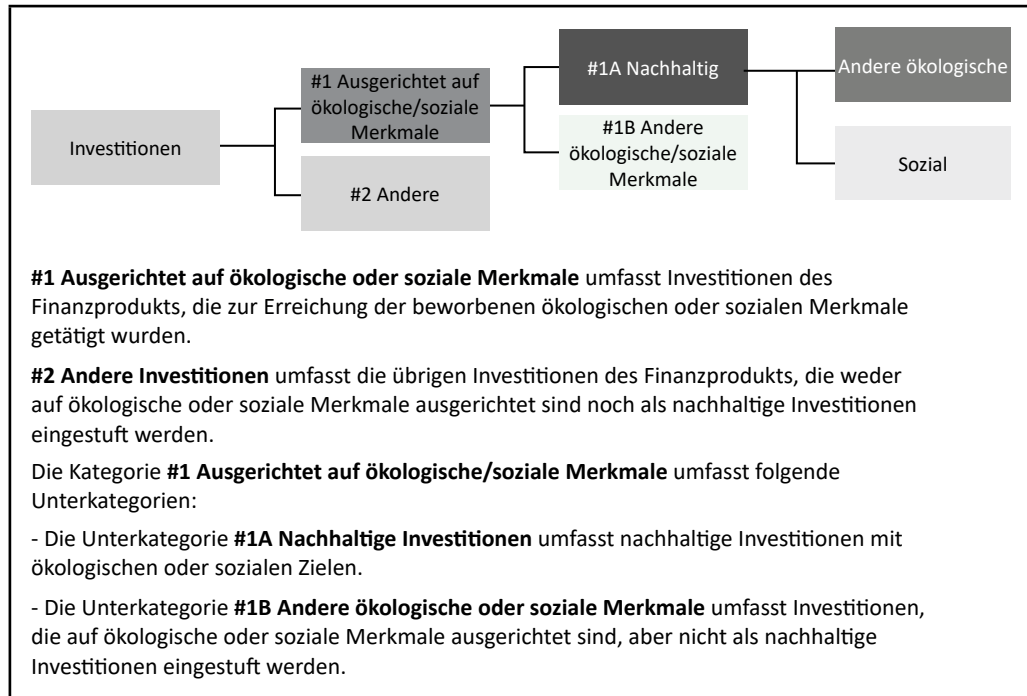 Investitionen
#1 Ausgerichtet auf
ökologische/soziale
Merkmale
#2 Andere
#1A Nachhaltig
#1B Andere
ökologische/soziale
Merkmale
Andere ökologische
Sozial
#1 Ausgerichtet auf ökologische oder soziale Merkmale umfasst Investitionen des
Finanzprodukts, die zur Erreichung der beworbenen ökologischen oder sozialen Merkmale
getätigt wurden.
#2 Andere Investitionen umfasst die übrigen Investitionen des Finanzprodukts, die weder
auf ökologische oder soziale Merkmale ausgerichtet sind noch als nachhaltige Investitionen
eingestuft werden.
Die Kategorie #1 Ausgerichtet auf ökologische/soziale Merkmale umfasst folgende
Unterkategorien:
- Die Unterkategorie #1A Nachhaltige Investitionen umfasst nachhaltige Investitionen mit
ökologischen oder sozialen Zielen.
- Die Unterkategorie #1B Andere ökologische oder soziale Merkmale umfasst Investitionen,
die auf ökologische oder soziale Merkmale ausgerichtet sind, aber nicht als nachhaltige
Investitionen eingestuft werden.